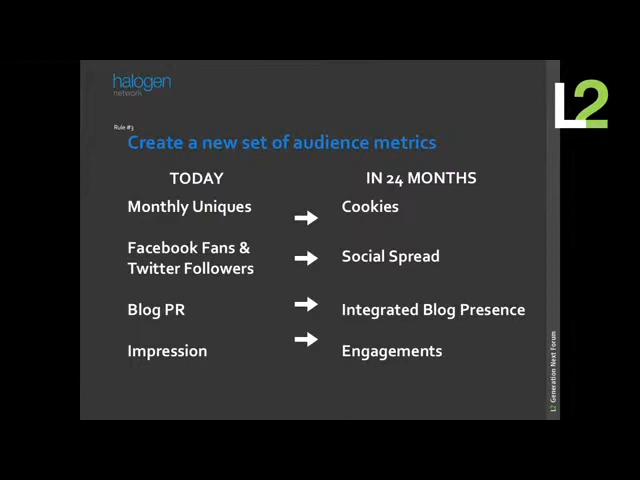 halogen
network
L2
Rule #3
Create a new set of audience metrics
TODAY
IN 24 MONTHS
Monthly Uniques
Cookies
Facebook Fans &
Twitter Followers
Social Spread
Blog PR
Integrated Blog Presence
Impression
Engagements
L2 Generation Next Forum